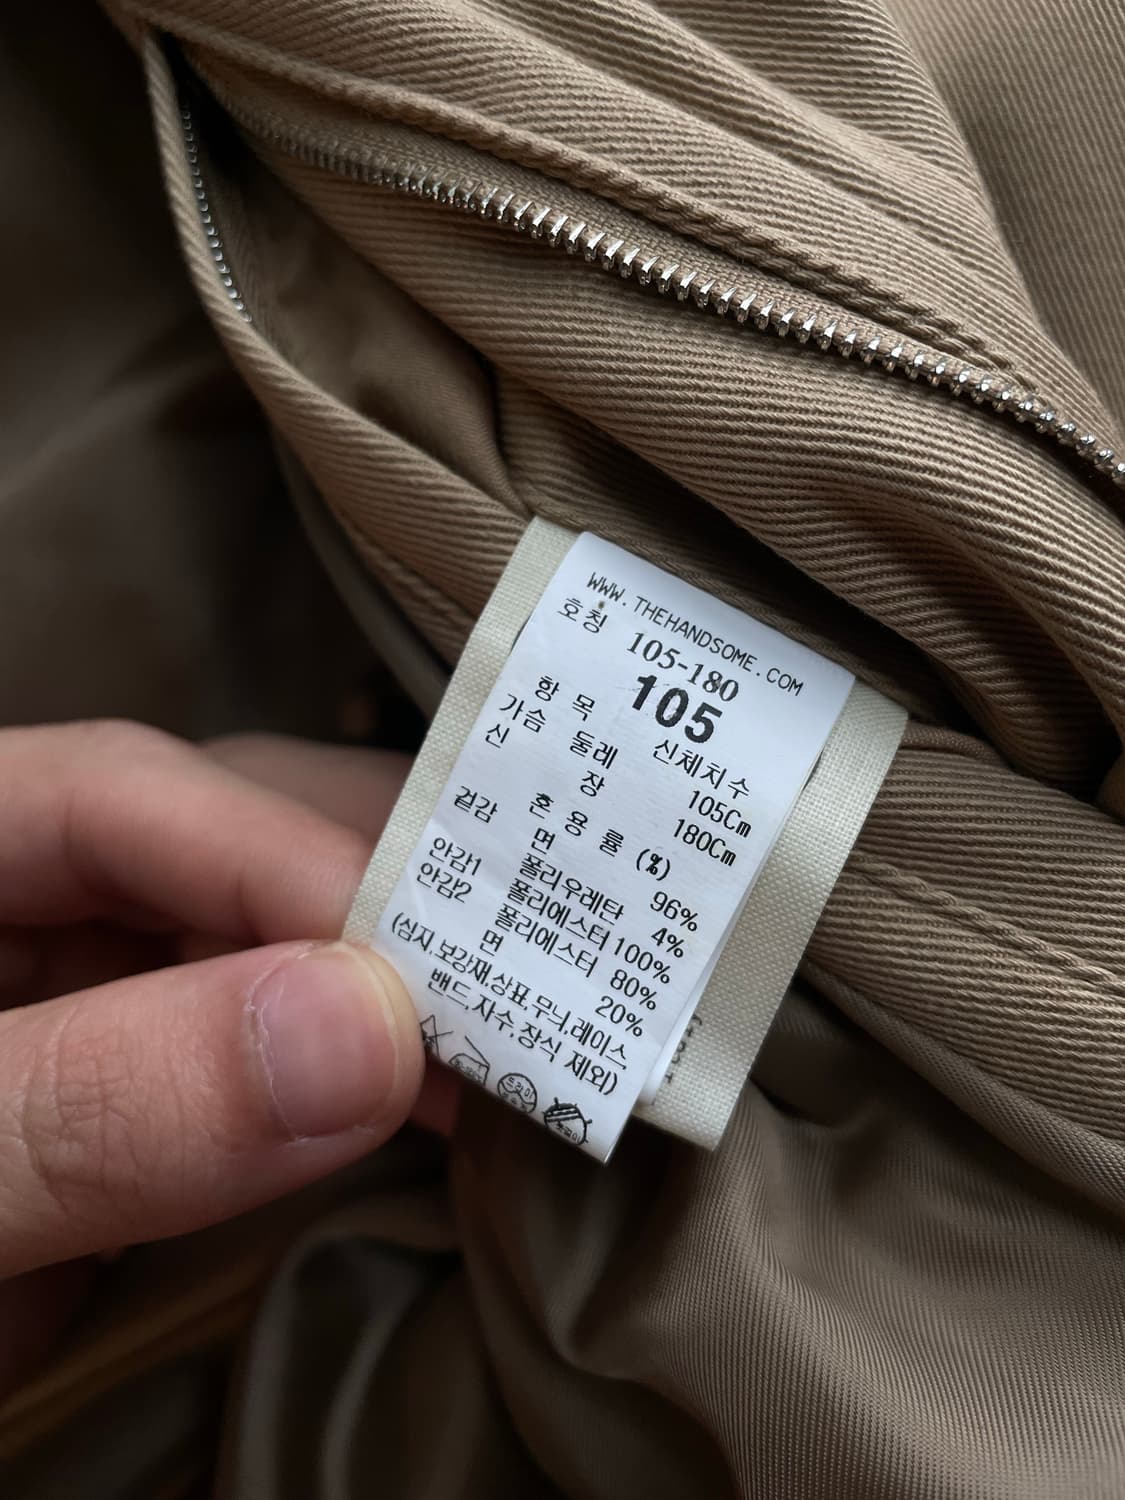 WWW.THEHANDSOME.COM
호칭 105-180
105
항 목 신체치수
가슴 둘레 105Cm
신 장 180Cm
혼 용 률 (%)
겉감 면 96%
폴리우레탄 4%
안감1 폴리에스터 100%
안감2 폴리에스터 80%
면 20%
(심지,보강재,상표,무늬,레이스,
밴드,자수,장식 제외)
드라이